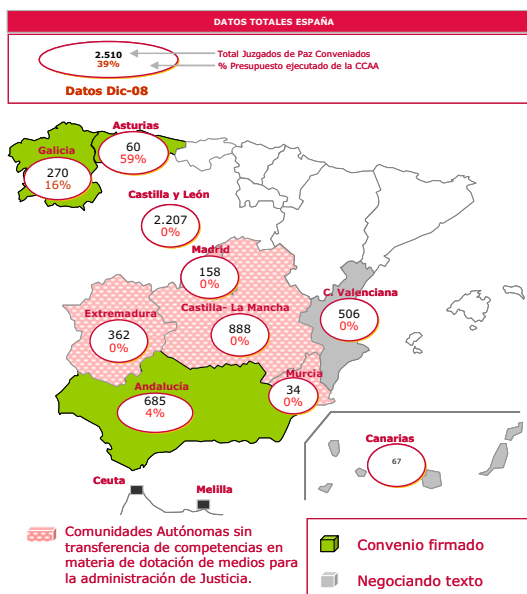 DATOS TOTALES ESPAÑA
2.510
39%
Total Juzgados de Paz Conveniados
% Presupuesto ejecutado de la CCAA
Datos Dic-08
Asturias
60
59%
Galicia
270
16%
Castilla y León
2.207
0%
Madrid
158
0%
C. Valenciana
506
0%
Extremadura
362
0%
Castilla- La Mancha
888
0%
Murcia
34
0%
Andalucía
685
4%
Canarias
67
Ceuta
Melilla
Comunidades Autónomas sin
transferencia de competencias en
materia de dotación de medios para
la administración de Justicia.
Convenio firmado
Negociando texto